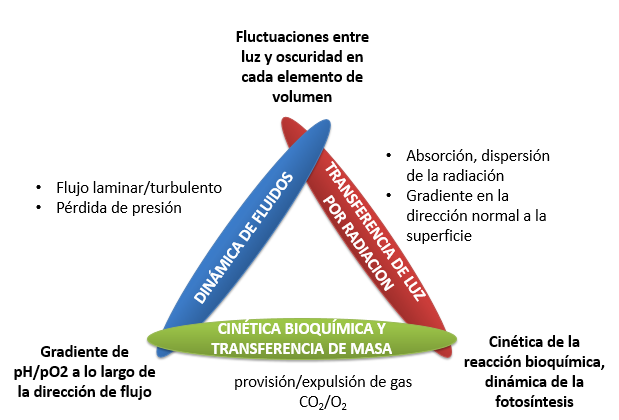 Fluctuaciones entre
luz y oscuridad en
cada elemento de
volumen
• Flujo laminar/turbulento
• Pérdida de presión
DINÁMICA DE FLUIDOS
TRANSFERENCIA DE LUZ
POR RADIACION
• Absorción, dispersión
de la radiación
• Gradiente en la
dirección normal a la
superficie
CINÉTICA BIOQUÍMICA Y
TRANSFERENCIA DE MASA
Gradiente de
pH/pO2 a lo largo de
la dirección de flujo
provisión/expulsión de gas
CO₂/O₂
Cinética de la
reacción bioquímica,
dinámica de la
fotosíntesis